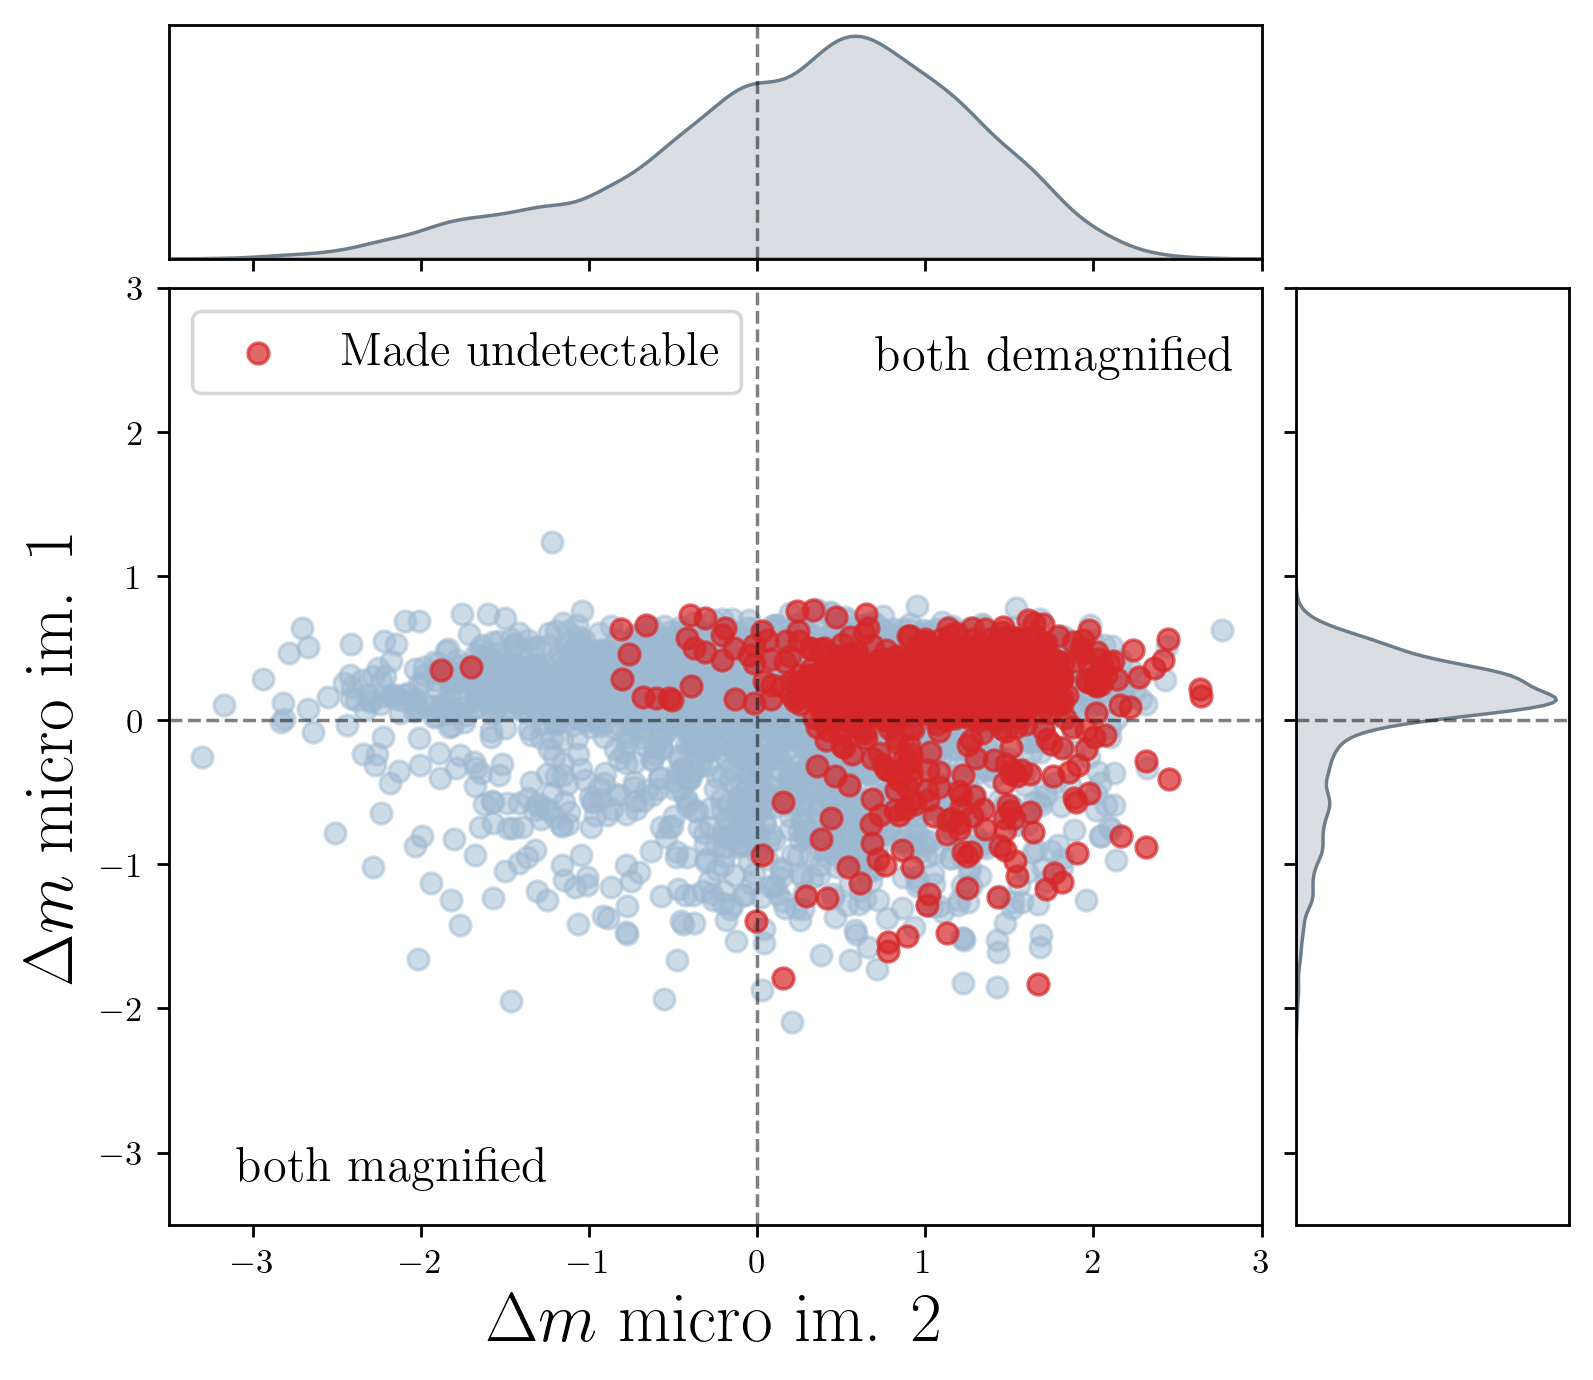 3
Made undetectable
both demagnified
2
1
0
−1
−2
−3
Δm micro im. 1
both magnified
−3 −2 −1 0 1 2 3
Δm micro im. 2